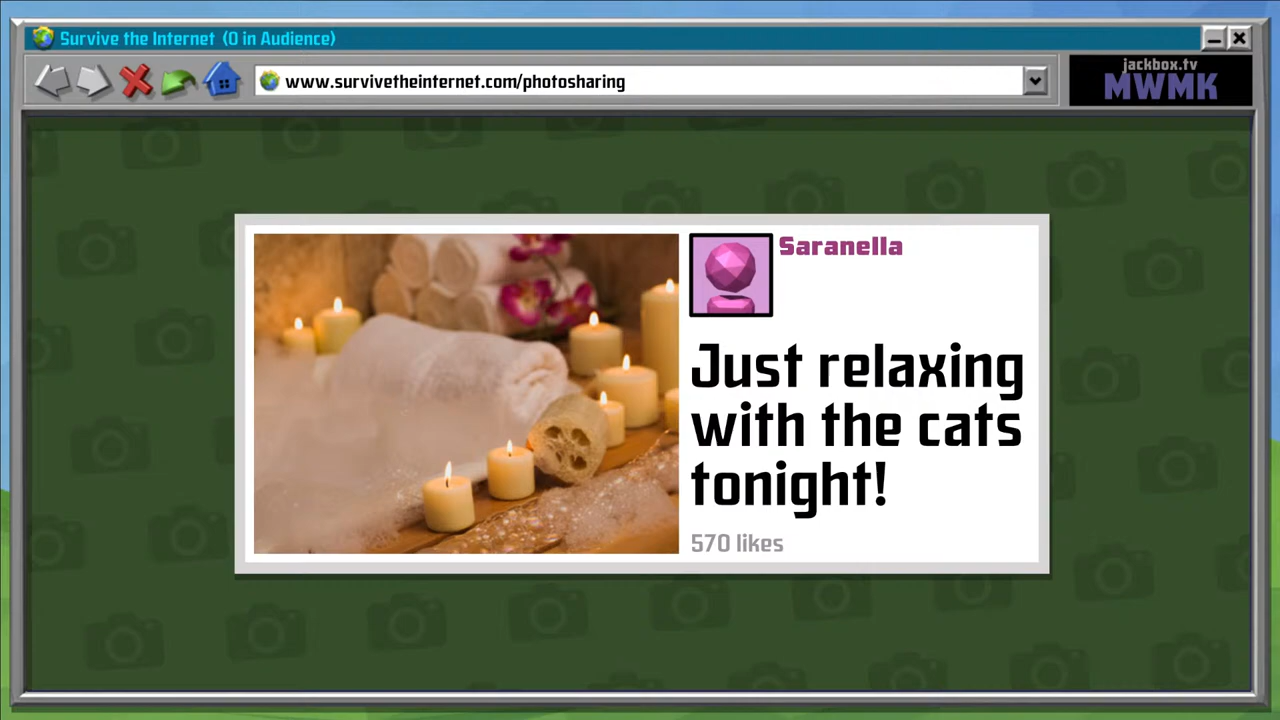 Survive the Internet (0 in Audience)
www.survivetheinternet.com/photosharing
jackbox.tv
MWMK
Saranella
Just relaxing
with the cats
tonight!
570 likes